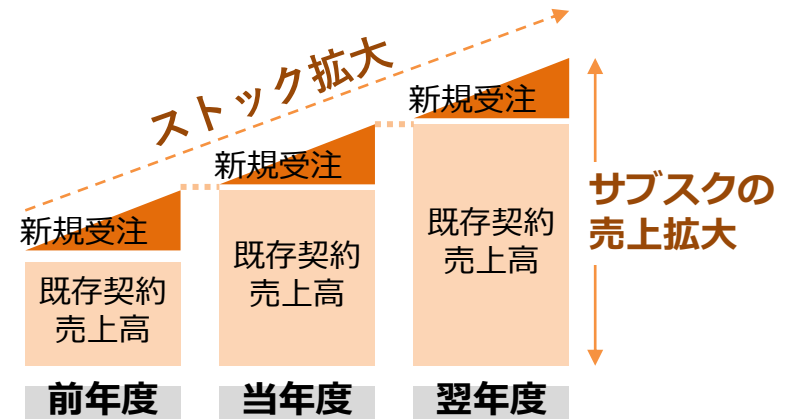 ストック拡大
新規受注
新規受注
新規受注
既存契約
売上高
既存契約
売上高
既存契約
売上高
サブスクの
売上拡大
前年度
当年度
翌年度